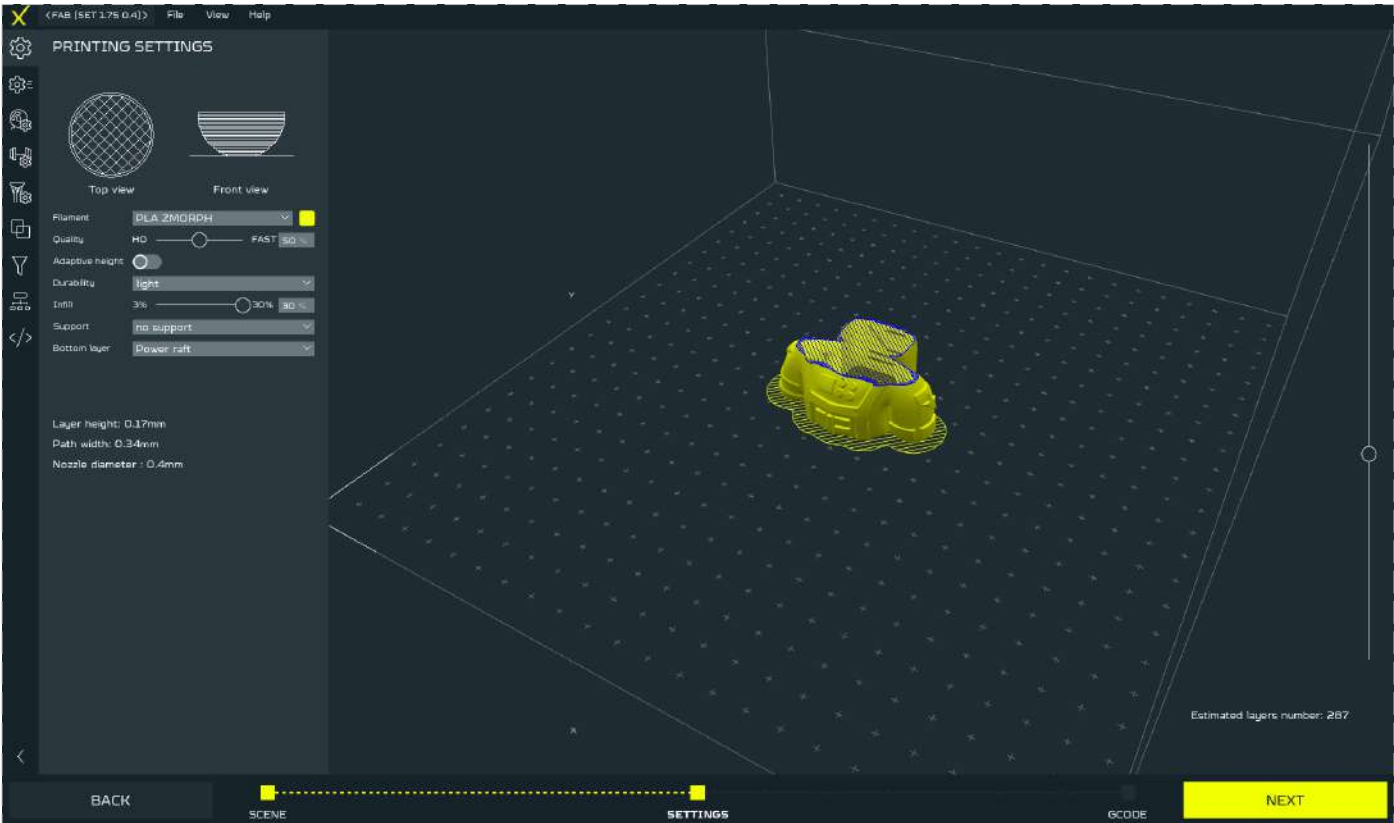 (FAB [SET 1.75 0.4]) File View Help
PRINTING SETTINGS
Top view Front view
Filament PLA ZMORPH
Quality HD FAST 50 %
Adaptive height
Durability light
Infill 3% 30% 30 %
Support no support
Bottom layer Power raft
Layer height: 0.17mm
Path width: 0.34mm
Nozzle diameter : 0.4mm
Y
X
Estimated layers number: 287
BACK
SCENE
SETTINGS
GCODE
NEXT